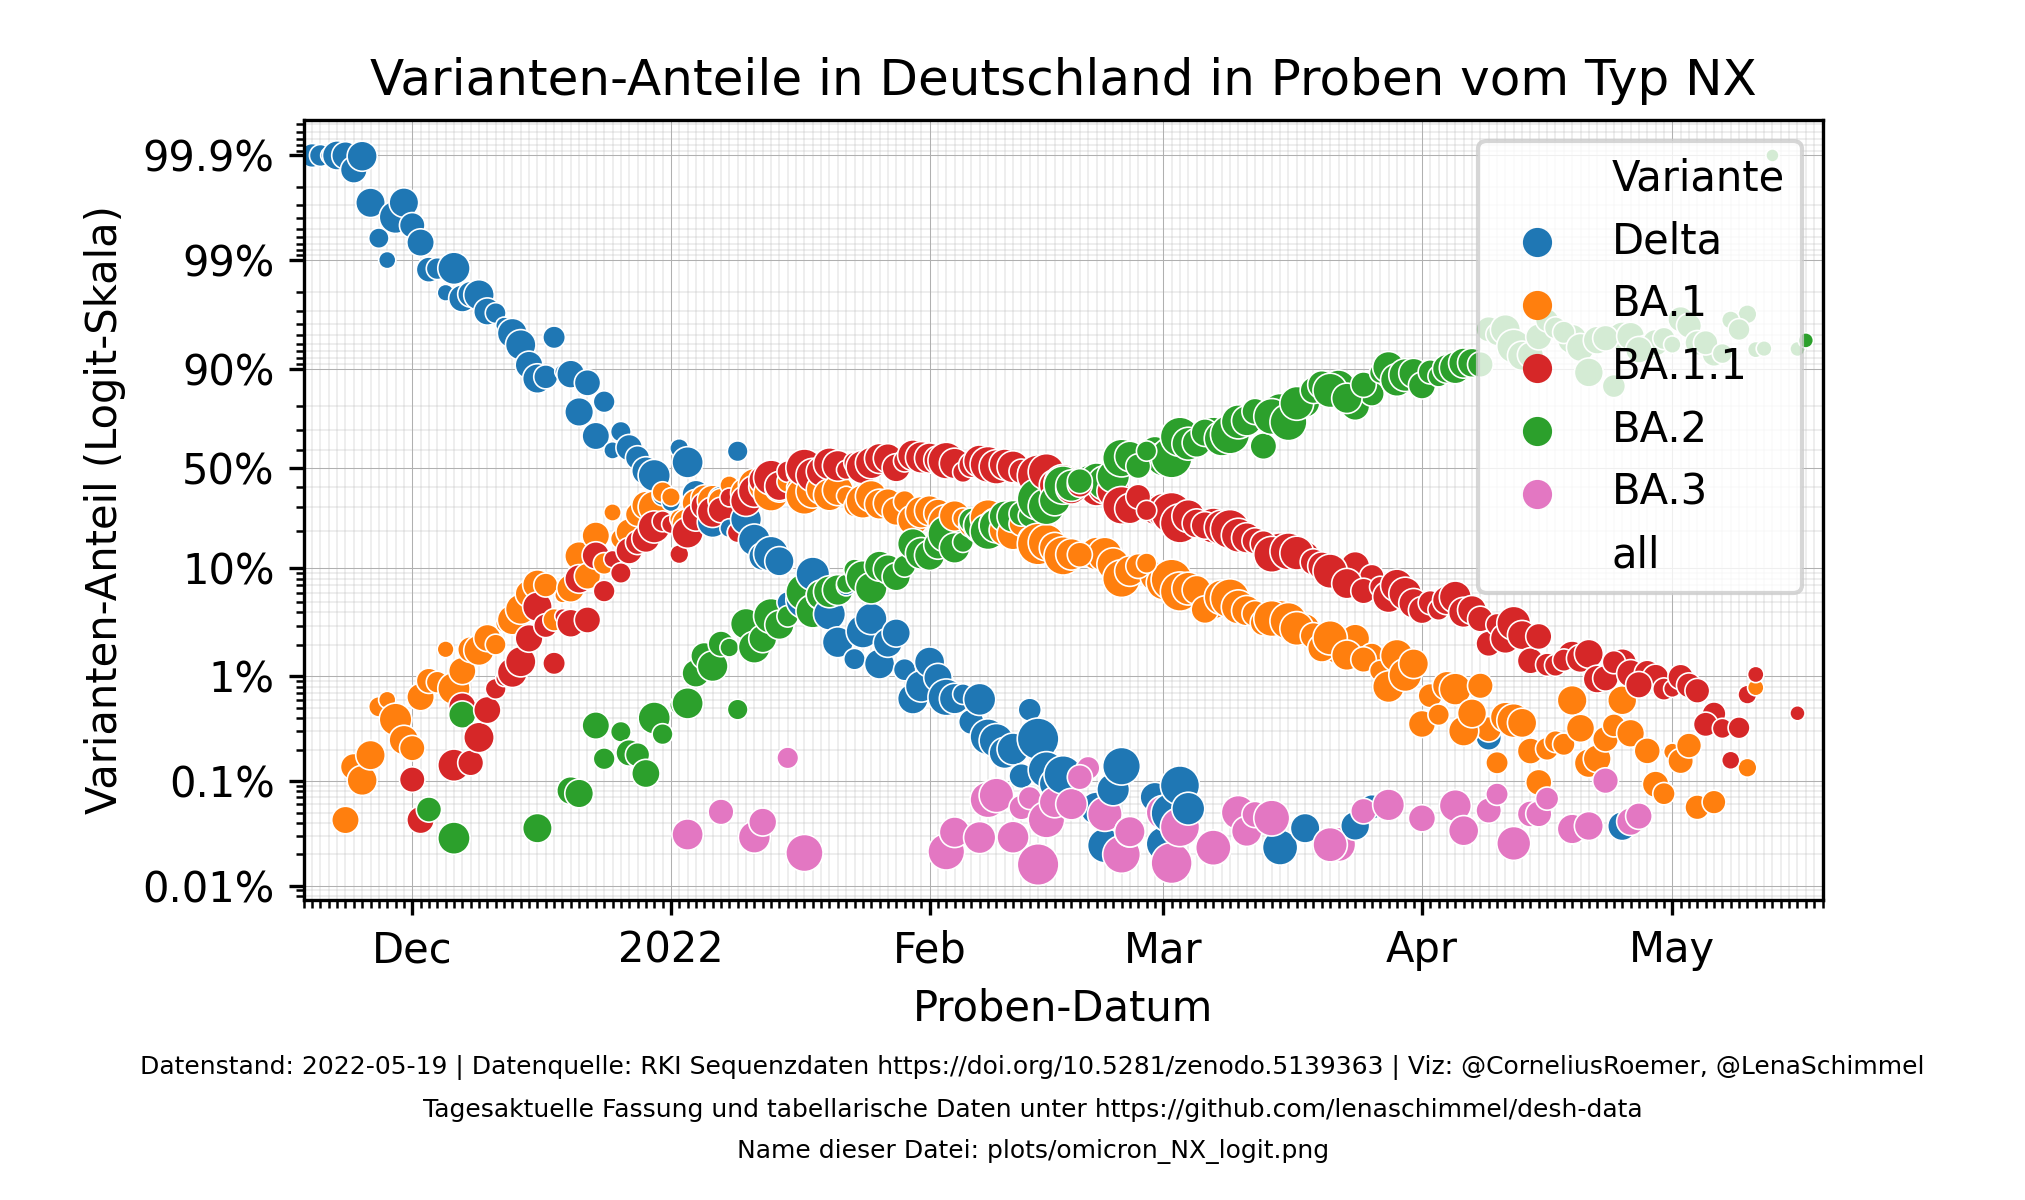 Varianten-Anteile in Deutschland in Proben vom Typ NX
Varianten-Anteil (Logit-Skala)
99.9%
99%
90%
50%
10%
1%
0.1%
0.01%
Variante
Delta
BA.1
BA.1.1
BA.2
BA.3
all
Dec
2022
Feb
Mar
Apr
May
Proben-Datum
Datenstand: 2022-05-19 | Datenquelle: RKI Sequenzdaten https://doi.org/10.5281/zenodo.5139363 | Viz: @CorneliusRoemer, @LenaSchimmel
Tagesaktuelle Fassung und tabellarische Daten unter https://github.com/lenaschimmel/desh-data
Name dieser Datei: plots/omicron_NX_logit.png